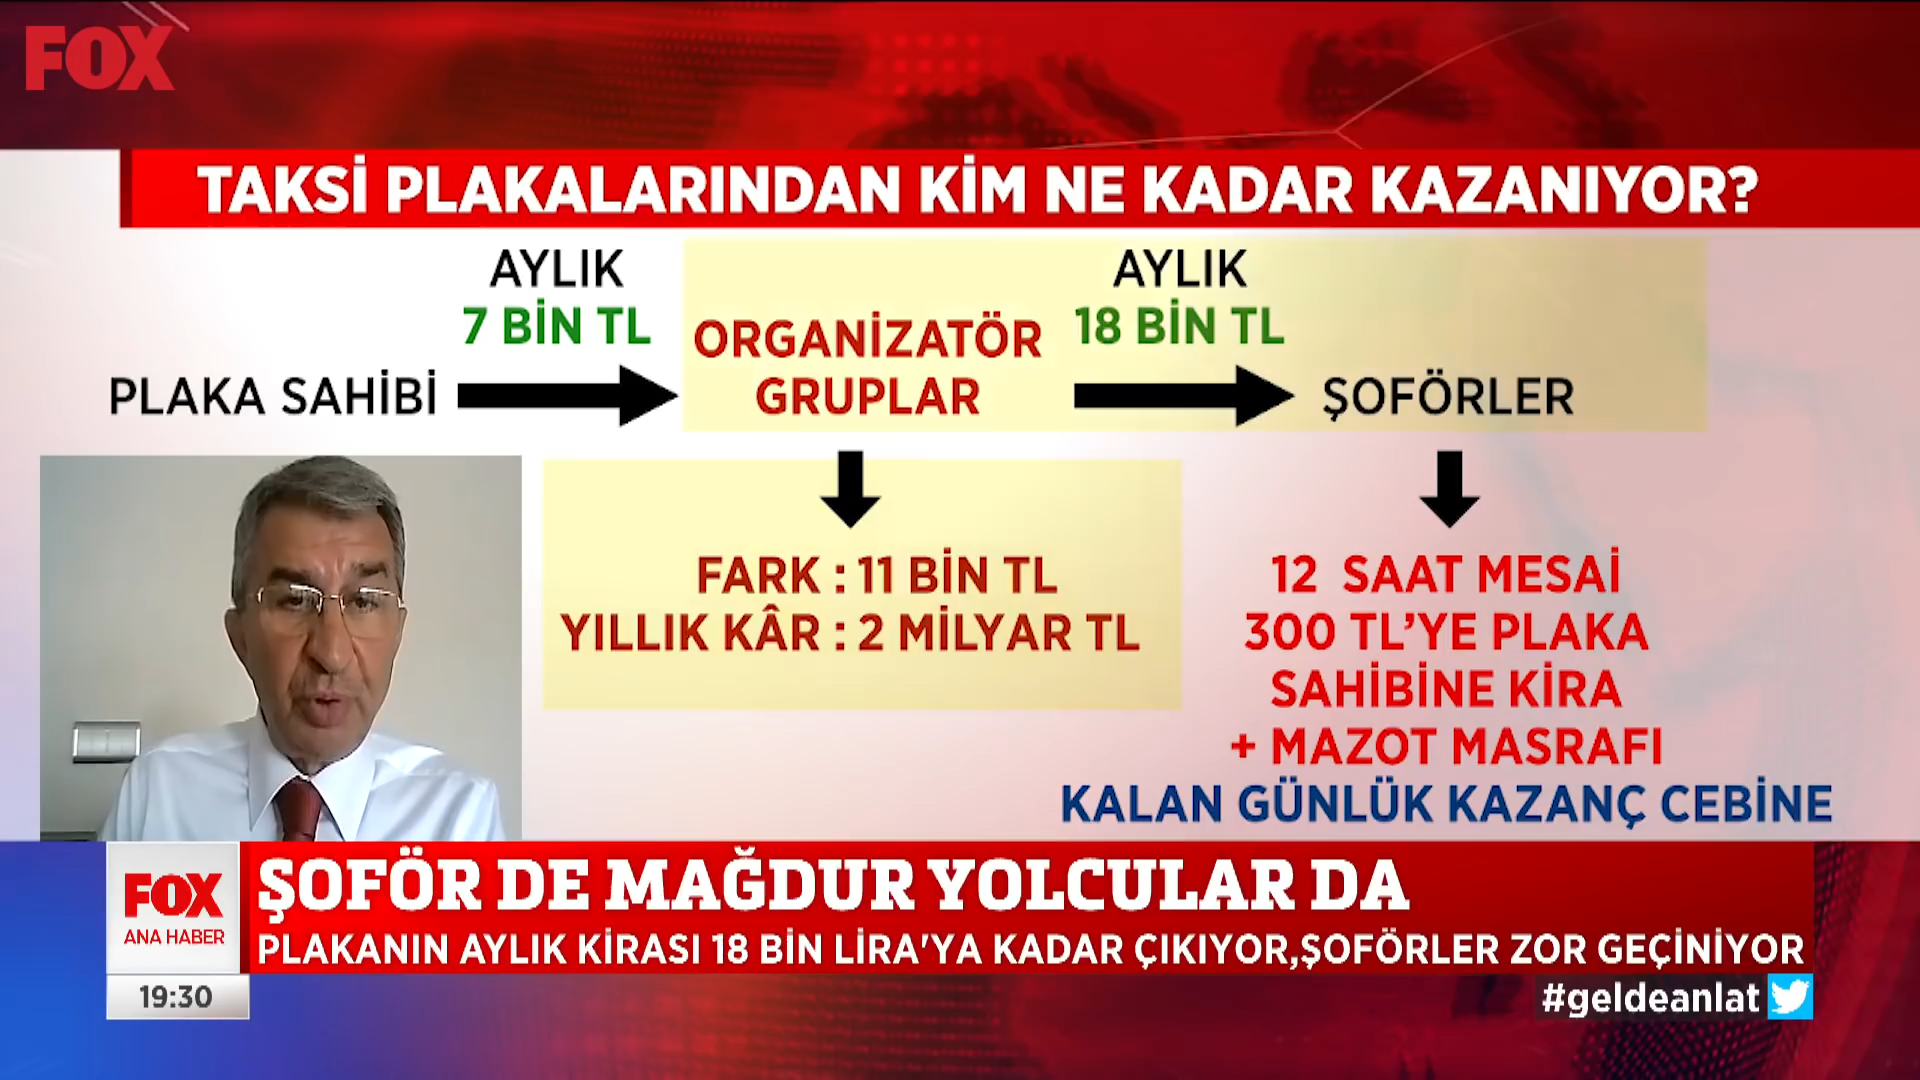 FOX
TAKSİ PLAKALARINDAN KİM NE KADAR KAZANIYOR?
AYLIK
7 BİN TL
AYLIK
18 BİN TL
PLAKA SAHİBİ
ORGANİZATÖR
GRUPLAR
ŞOFÖRLER
FARK : 11 BİN TL
YILLIK KÂR : 2 MİLYAR TL
12 SAAT MESAİ
300 TL'YE PLAKA
SAHİBİNE KİRA
+ MAZOT MASRAFI
KALAN GÜNLÜK KAZANÇ CEBİNE
FOX
ANA HABER
ŞOFÖR DE MAĞDUR YOLCULAR DA
PLAKANIN AYLIK KİRASI 18 BİN LİRA'YA KADAR ÇIKIYOR,ŞOFÖRLER ZOR GEÇİNİYOR
19:30
#geldeanlat